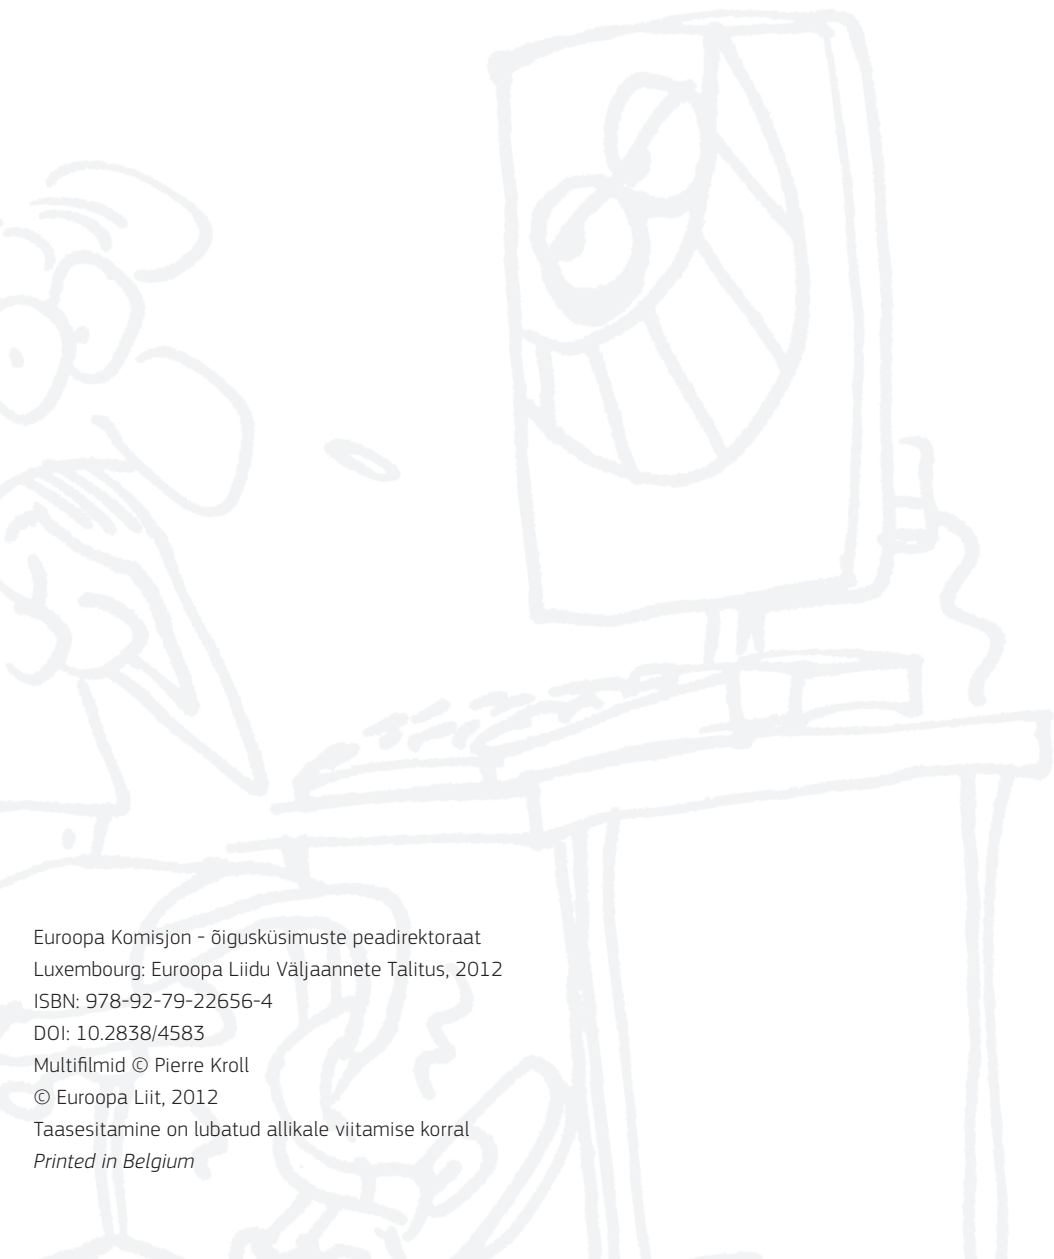 Euroopa Komisjon - õigusküsimuste peadirektoraat
Luxembourg: Euroopa Liidu Väljaannete Talitus, 2012
ISBN: 978-92-79-22656-4
DOI: 10.2838/4583
Multifilmid © Pierre Kroll
© Euroopa Liit, 2012
Taasesitamine on lubatud allikale viitamise korral
Printed in Belgium